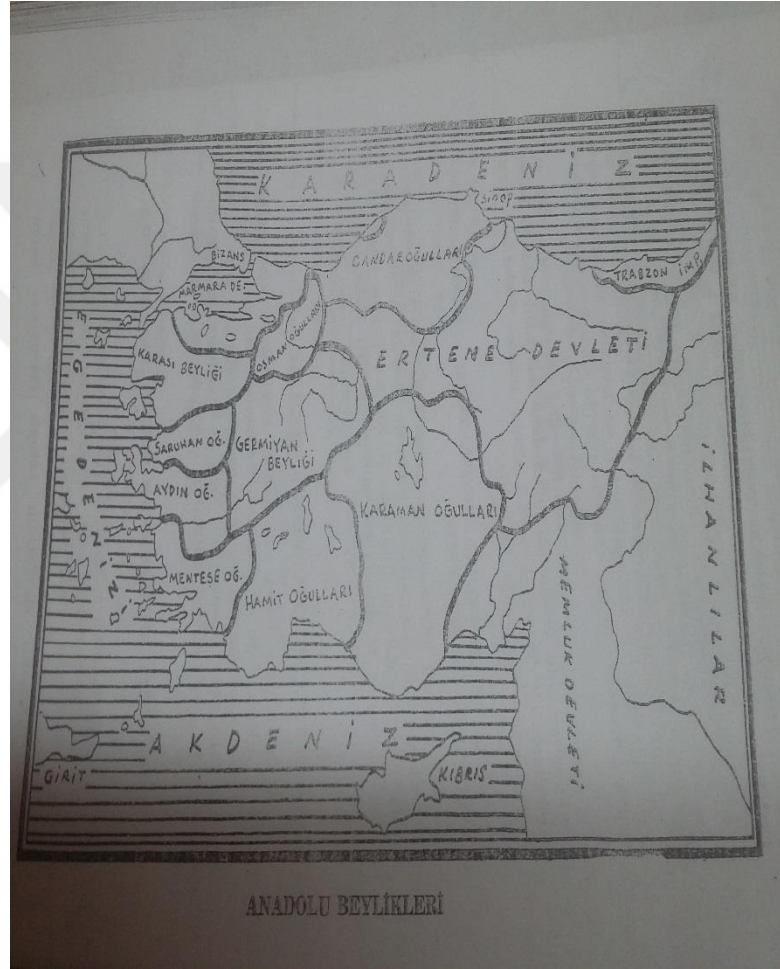 KARADENİZ
SİNOP
CANDAROĞULLARI
BİZANS
TRABZON İMP.
MARMARA DE.
OSMAN OĞULLARI
ERTENE DEVLETİ
KARASI BEYLİĞİ
EGE DENİZİ
SARUHAN OĞ.
GERMİYAN
BEYLİĞİ
AYDIN OĞ.
KARAMAN OĞULLARI
İLHANLILAR
MENTEŞE OĞ.
HAMİT OĞULLARI
MEMLUK DEVLETİ
AKDENİZ
GİRİT
KIBRIS
ANADOLU BEYLİKLERİ